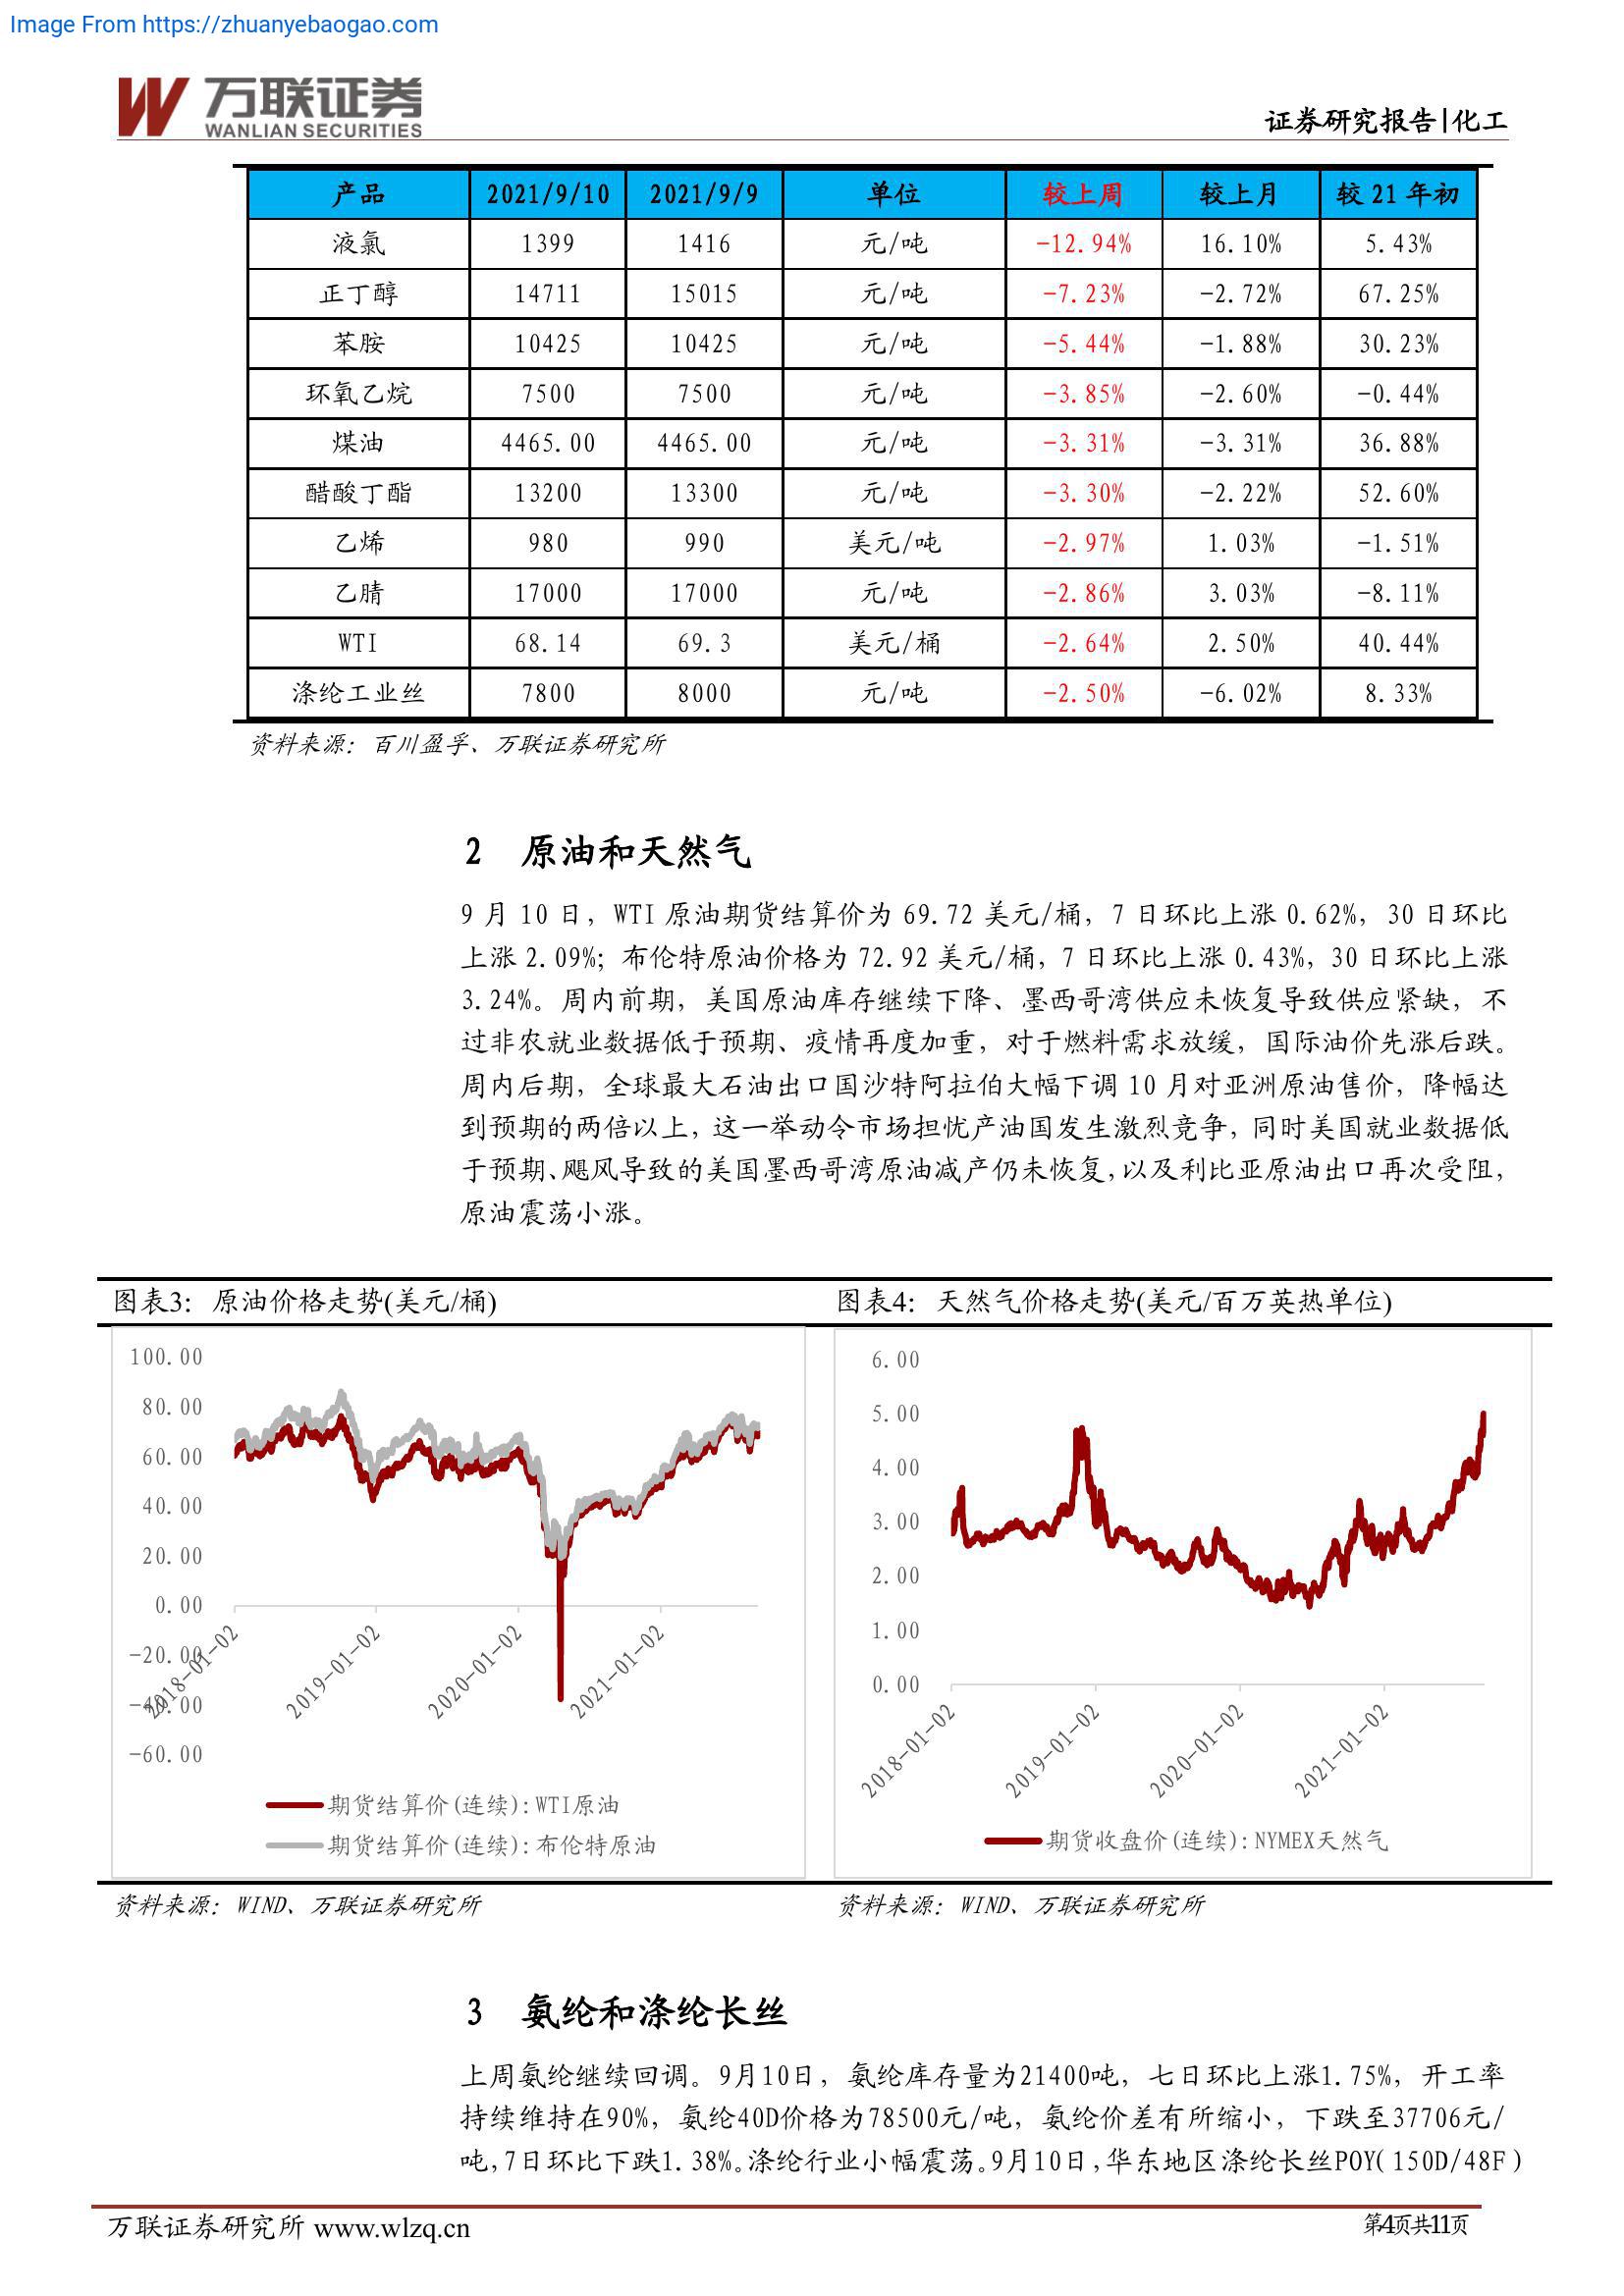 Image From https://zhuanyebaogao.com
万联证券
WANLIAN SECURITIES
证券研究报告|化工
产品 2021/9/10 2021/9/9 单位 较上周 较上月 较 21 年初
液氯 1399 1416 元/吨 -12.94% 16.10% 5.43%
正丁醇 14711 15015 元/吨 -7.23% -2.72% 67.25%
苯胺 10425 10425 元/吨 -5.44% -1.88% 30.23%
环氧乙烷 7500 7500 元/吨 -3.85% -2.60% -0.44%
煤油 4465.00 4465.00 元/吨 -3.31% -3.31% 36.88%
醋酸丁酯 13200 13300 元/吨 -3.30% -2.22% 52.60%
乙烯 980 990 美元/吨 -2.97% 1.03% -1.51%
乙腈 17000 17000 元/吨 -2.86% 3.03% -8.11%
WTI 68.14 69.3 美元/桶 -2.64% 2.50% 40.44%
涤纶工业丝 7800 8000 元/吨 -2.50% -6.02% 8.33%
资料来源：百川盈孚、万联证券研究所
2 原油和天然气
9 月 10 日，WTI 原油期货结算价为 69.72 美元/桶，7 日环比上涨 0.62%，30 日环比
上涨 2.09%；布伦特原油价格为 72.92 美元/桶，7 日环比上涨 0.43%，30 日环比上涨
3.24%。周内前期，美国原油库存继续下降、墨西哥湾供应未恢复导致供应紧缺，不
过非农就业数据低于预期、疫情再度加重，对于燃料需求放缓，国际油价先涨后跌。
周内后期，全球最大石油出口国沙特阿拉伯大幅下调 10 月对亚洲原油售价，降幅达
到预期的两倍以上，这一举动令市场担忧产油国发生激烈竞争，同时美国就业数据低
于预期、飓风导致的美国墨西哥湾原油减产仍未恢复，以及利比亚原油出口再次受阻，
原油震荡小涨。
图表3：原油价格走势(美元/桶)
100.00
80.00
60.00
40.00
20.00
0.00
-20.00
-40.00
-60.00
2018-01-02
2019-01-02
2020-01-02
2021-01-02
期货结算价(连续):WTI原油
期货结算价(连续):布伦特原油
资料来源：WIND、万联证券研究所
图表4：天然气价格走势(美元/百万英热单位)
6.00
5.00
4.00
3.00
2.00
1.00
0.00
2018-01-02
2019-01-02
2020-01-02
2021-01-02
期货收盘价(连续):NYMEX天然气
资料来源：WIND、万联证券研究所
3 氨纶和涤纶长丝
上周氨纶继续回调。9月10日，氨纶库存量为21400吨，七日环比上涨1.75%，开工率
持续维持在90%，氨纶40D价格为78500元/吨，氨纶价差有所缩小，下跌至37706元/
吨，7日环比下跌1.38%。涤纶行业小幅震荡。9月10日，华东地区涤纶长丝POY(150D/48F)
万联证券研究所 www.wlzq.cn
第4页共11页